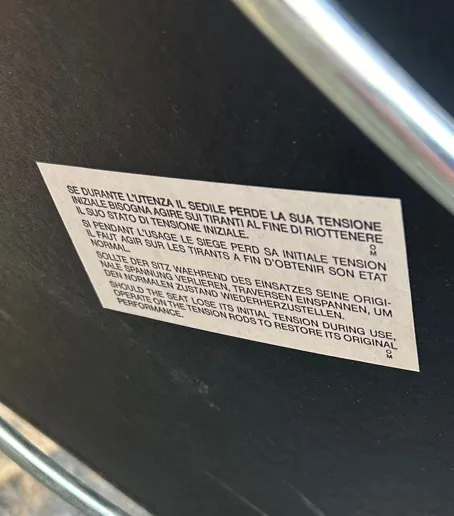 SE DURANTE L'UTENZA IL SEDILE PERDE LA SUA TENSIONE
INIZIALE BISOGNA AGIRE SUI TIRANTI AL FINE DI RIOTTENERE
IL SUO STATO DI TENSIONE INIZIALE.
SI PENDANT L'USAGE LE SIEGE PERD SA INITIALE TENSION
IL FAUT AGIR SUR LES TIRANTS A FIN D'OBTENIR SON ETAT
NORMAL.
SOLLTE DER SITZ WAEHREND DES EINSATZES SEINE ORIGI-
NALE SPANNUNG VERLIEREN, TRAVERSEN EINSPANNEN, UM
DEN NORMALEN ZUSTAND WIEDERHERZUSTELLEN.
SHOULD THE SEAT LOSE ITS INITIAL TENSION DURING USE,
OPERATE ON THE TENSION RODS TO RESTORE ITS ORIGINAL
PERFORMANCE.